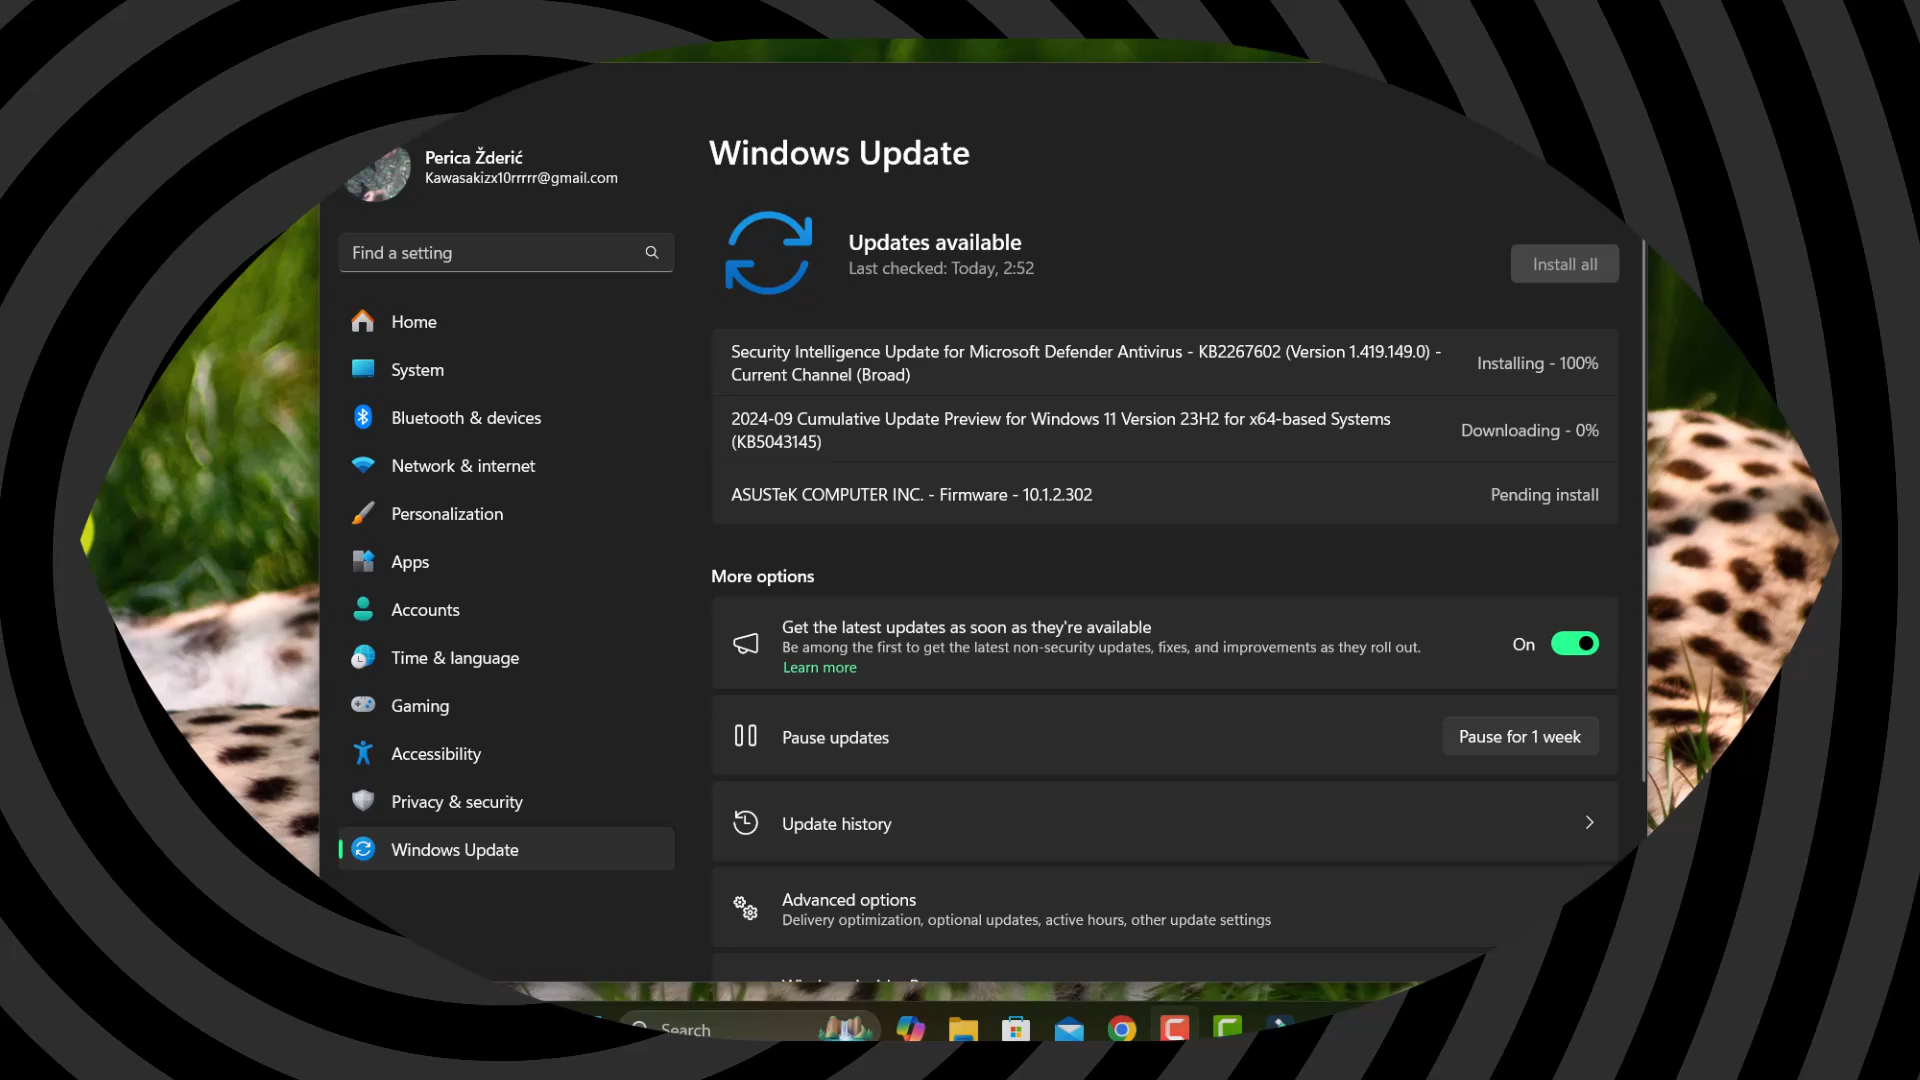 Perica Žderić
Kawasakizx10rrrrr@gmail.com
Find a setting
Home
System
Bluetooth & devices
Network & internet
Personalization
Apps
Accounts
Time & language
Gaming
Accessibility
Privacy & security
Windows Update
Windows Update
Updates available
Last checked: Today, 2:52
Install all
Security Intelligence Update for Microsoft Defender Antivirus - KB2267602 (Version 1.419.149.0) -
Current Channel (Broad)
Installing - 100%
2024-09 Cumulative Update Preview for Windows 11 Version 23H2 for x64-based Systems
(KB5043145)
Downloading - 0%
ASUSTeK COMPUTER INC. - Firmware - 10.1.2.302
Pending install
More options
Get the latest updates as soon as they're available
Be among the first to get the latest non-security updates, fixes, and improvements as they roll out.
Learn more
On
Pause updates
Pause for 1 week
Update history
Advanced options
Delivery optimization, optional updates, active hours, other update settings
Search